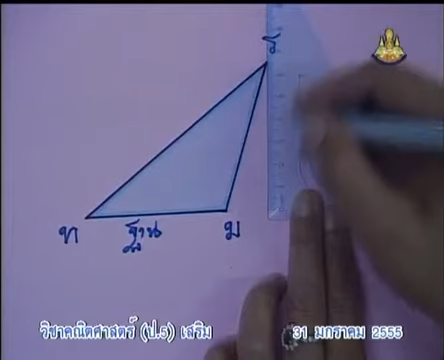 ร
ท ฐาน ม
วิชาคณิตศาสตร์ (ป.5) เสริม 31 มกราคม 2555